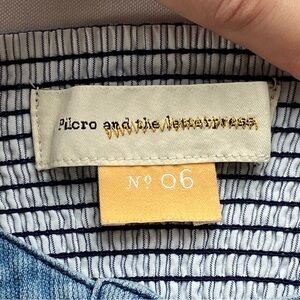 Pilcro and the letterpress
Nº 06